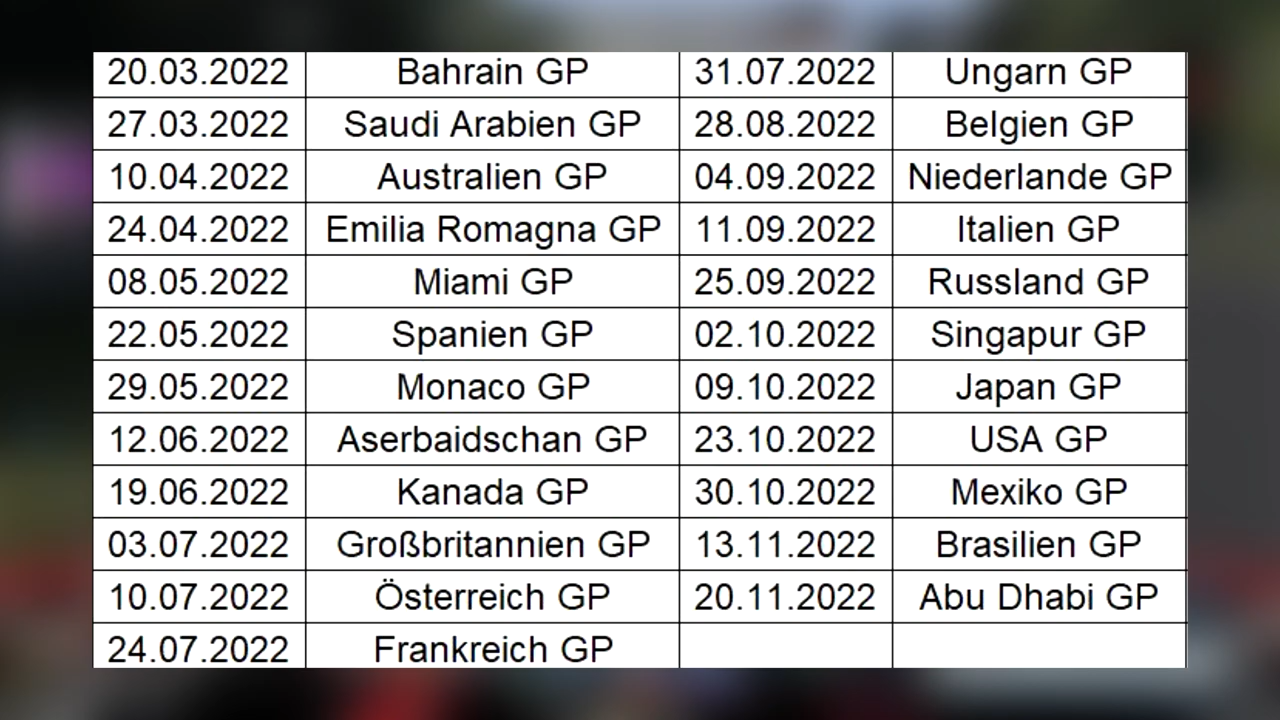 20.03.2022 Bahrain GP 31.07.2022 Ungarn GP
27.03.2022 Saudi Arabien GP 28.08.2022 Belgien GP
10.04.2022 Australien GP 04.09.2022 Niederlande GP
24.04.2022 Emilia Romagna GP 11.09.2022 Italien GP
08.05.2022 Miami GP 25.09.2022 Russland GP
22.05.2022 Spanien GP 02.10.2022 Singapur GP
29.05.2022 Monaco GP 09.10.2022 Japan GP
12.06.2022 Aserbaidschan GP 23.10.2022 USA GP
19.06.2022 Kanada GP 30.10.2022 Mexiko GP
03.07.2022 Großbritannien GP 13.11.2022 Brasilien GP
10.07.2022 Österreich GP 20.11.2022 Abu Dhabi GP
24.07.2022 Frankreich GP